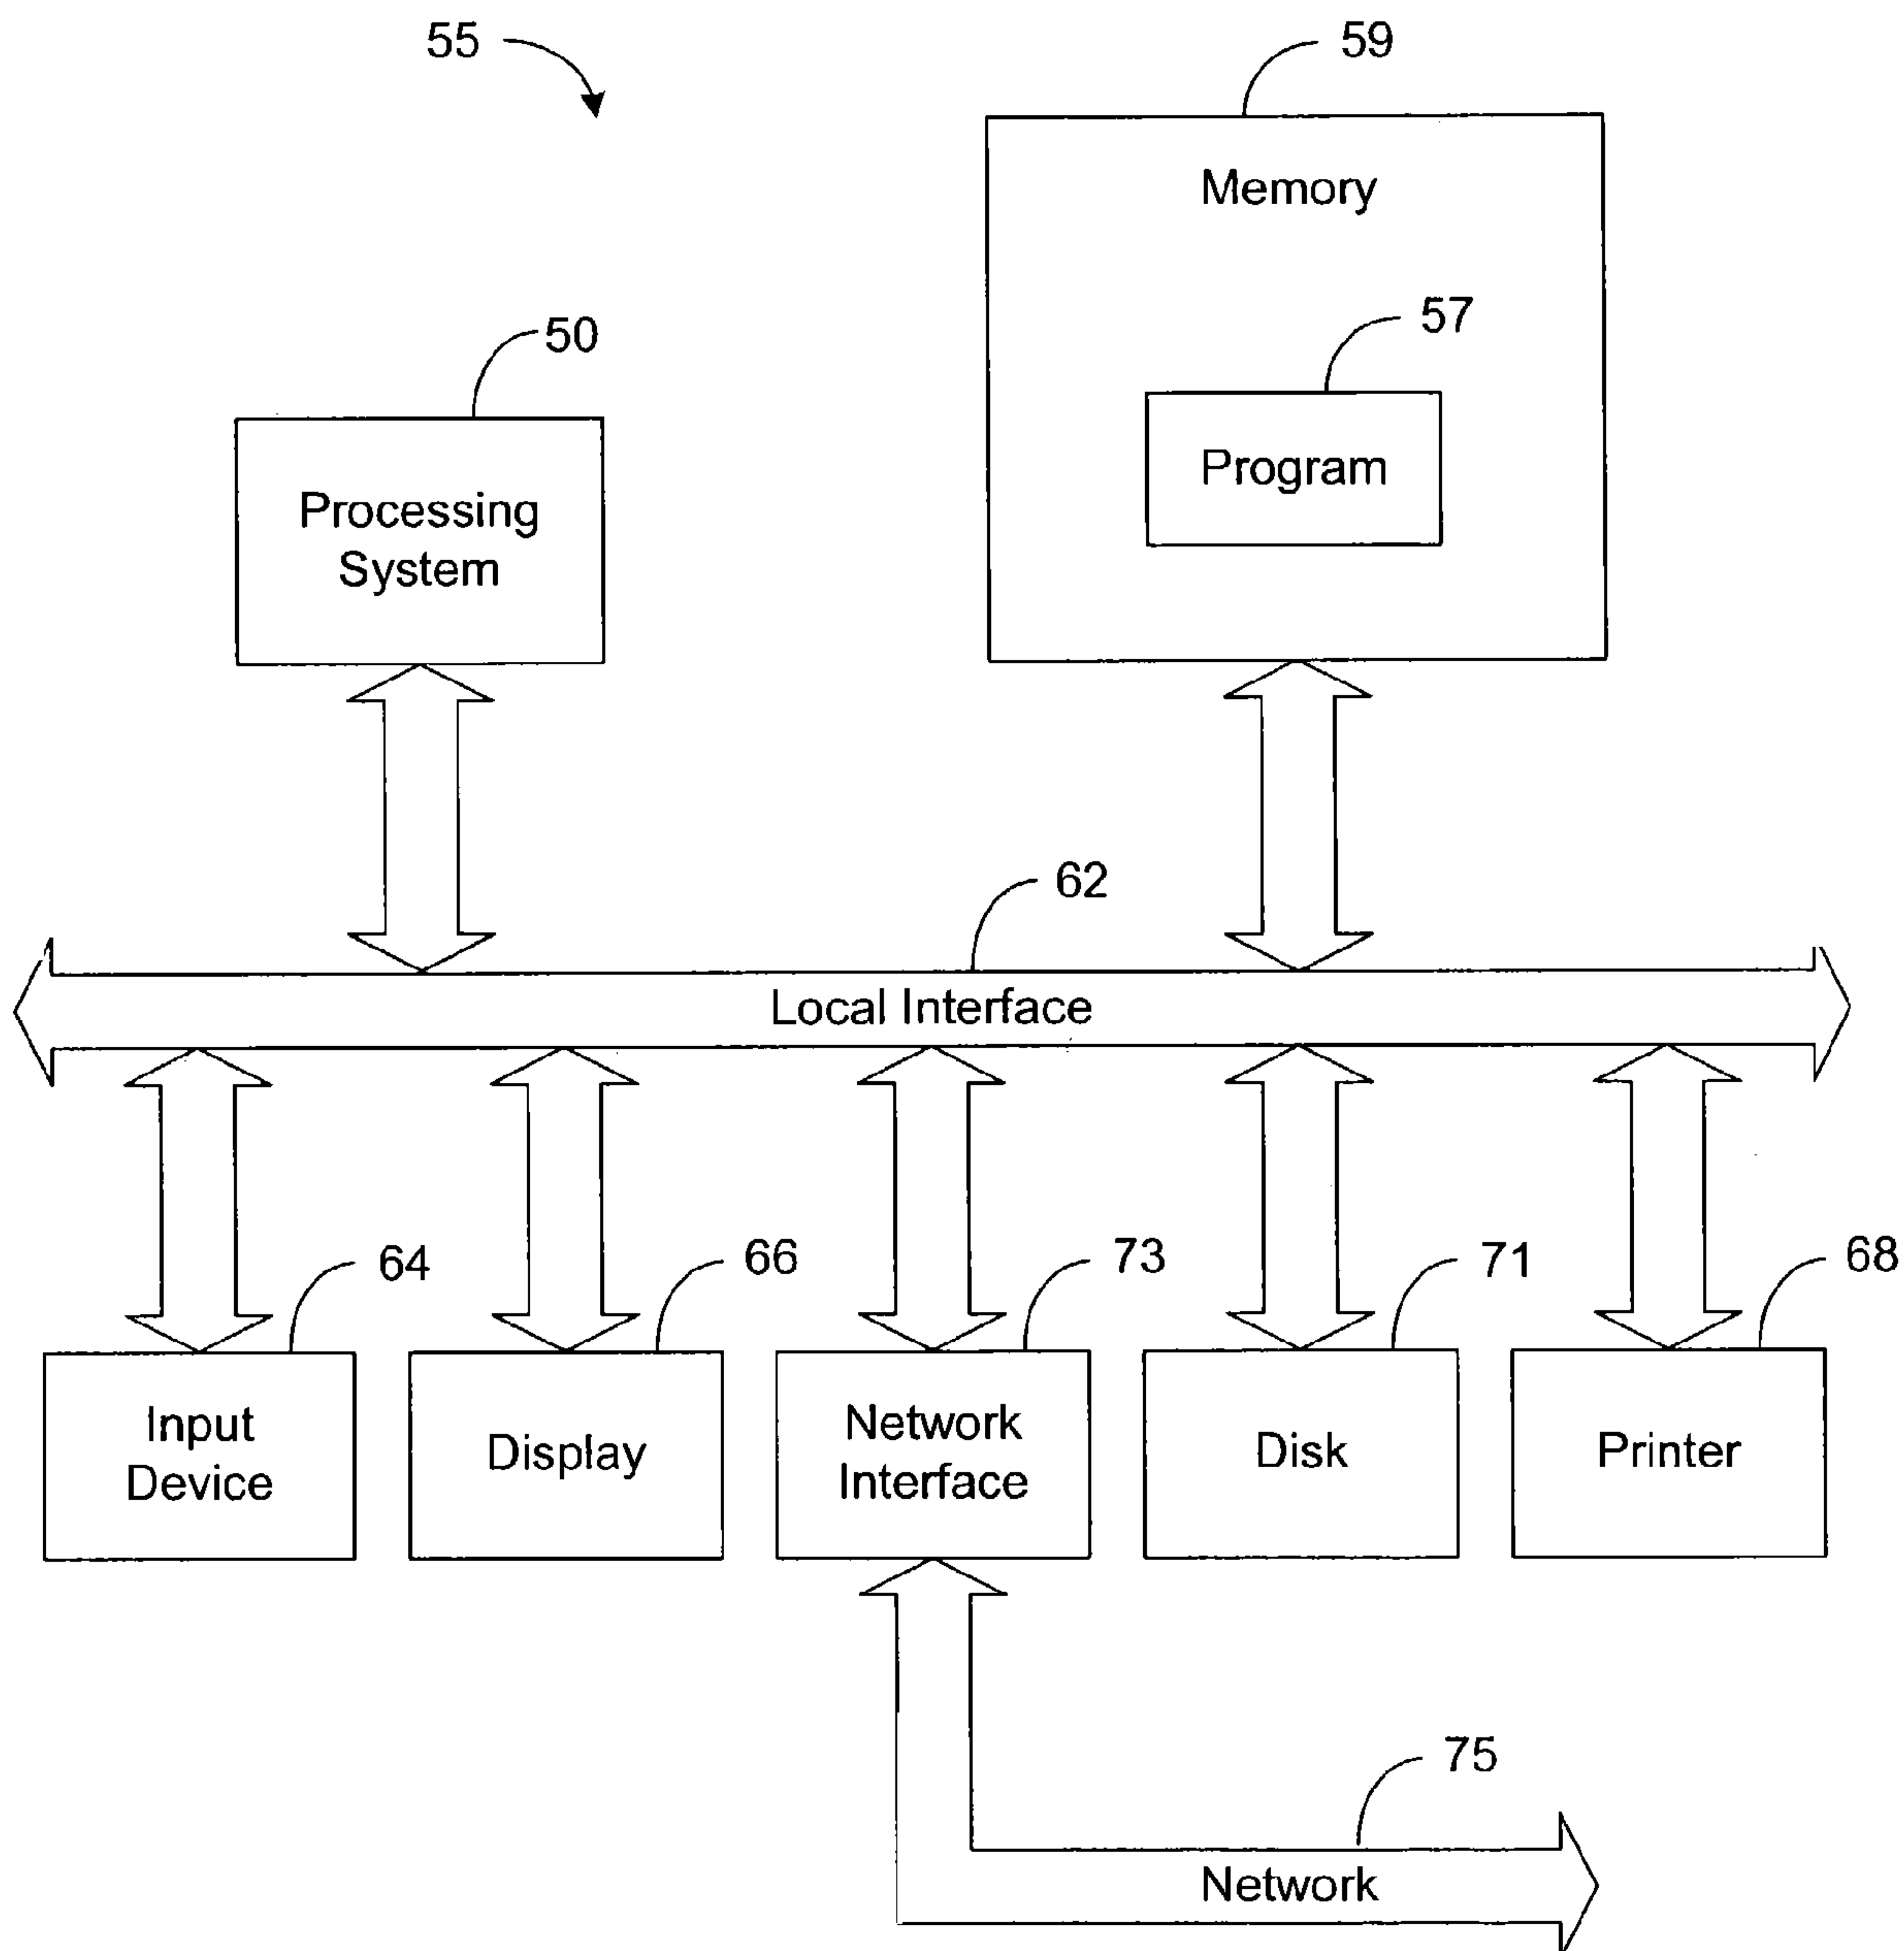 55
59
Memory
57
Program
50
Processing
System
62
Local Interface
64
66
73
71
68
Input
Device
Display
Network
Interface
Disk
Printer
75
Network